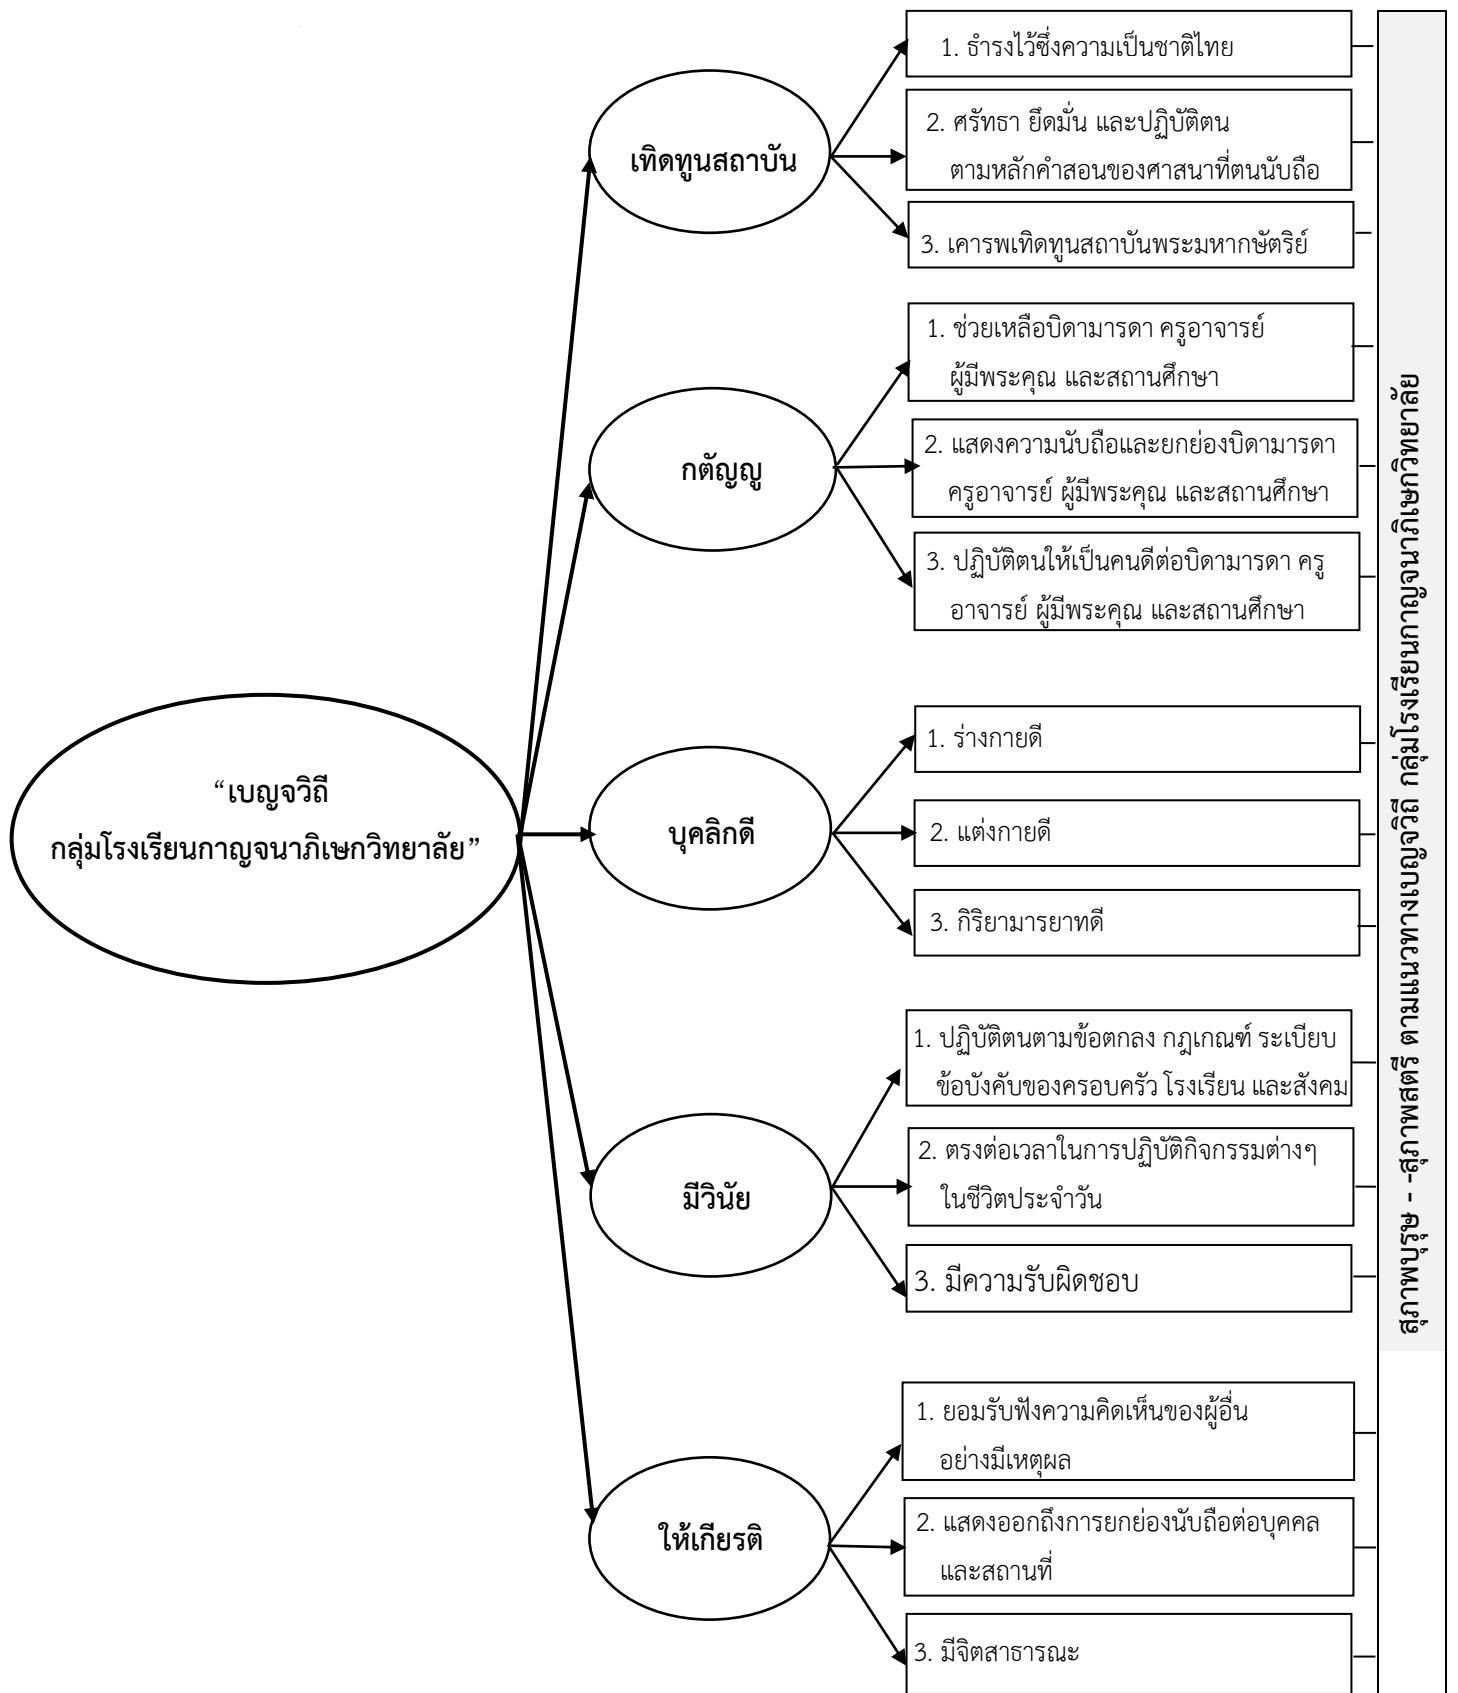 “เบญจวิถี
กลุ่มโรงเรียนกาญจนาภิเษกวิทยาลัย”
เทิดทูนสถาบัน
1. ธำรงไว้ซึ่งความเป็นชาติไทย
2. ศรัทธา ยึดมั่น และปฏิบัติตน
ตามหลักคำสอนของศาสนาที่ตนนับถือ
3. เคารพเทิดทูนสถาบันพระมหากษัตริย์
กตัญญู
1. ช่วยเหลือบิดามารดา ครูอาจารย์
ผู้มีพระคุณ และสถานศึกษา
2. แสดงความนับถือและยกย่องบิดามารดา
ครูอาจารย์ ผู้มีพระคุณ และสถานศึกษา
3. ปฏิบัติตนให้เป็นคนดีต่อบิดามารดา ครู
อาจารย์ ผู้มีพระคุณ และสถานศึกษา
บุคลิกดี
1. ร่างกายดี
2. แต่งกายดี
3. กิริยามารยาทดี
มีวินัย
1. ปฏิบัติตนตามข้อตกลง กฎเกณฑ์ ระเบียบ
ข้อบังคับของครอบครัว โรงเรียน และสังคม
2. ตรงต่อเวลาในการปฏิบัติกิจกรรมต่างๆ
ในชีวิตประจำวัน
3. มีความรับผิดชอบ
ให้เกียรติ
1. ยอมรับฟังความคิดเห็นของผู้อื่น
อย่างมีเหตุผล
2. แสดงออกถึงการยกย่องนับถือต่อบุคคล
และสถานที่
3. มีจิตสาธารณะ
สุภาพบุรุษ - สุภาพสตรี ตามแนวทางเบญจวิถี กลุ่มโรงเรียนกาญจนาภิเษกวิทยาลัย